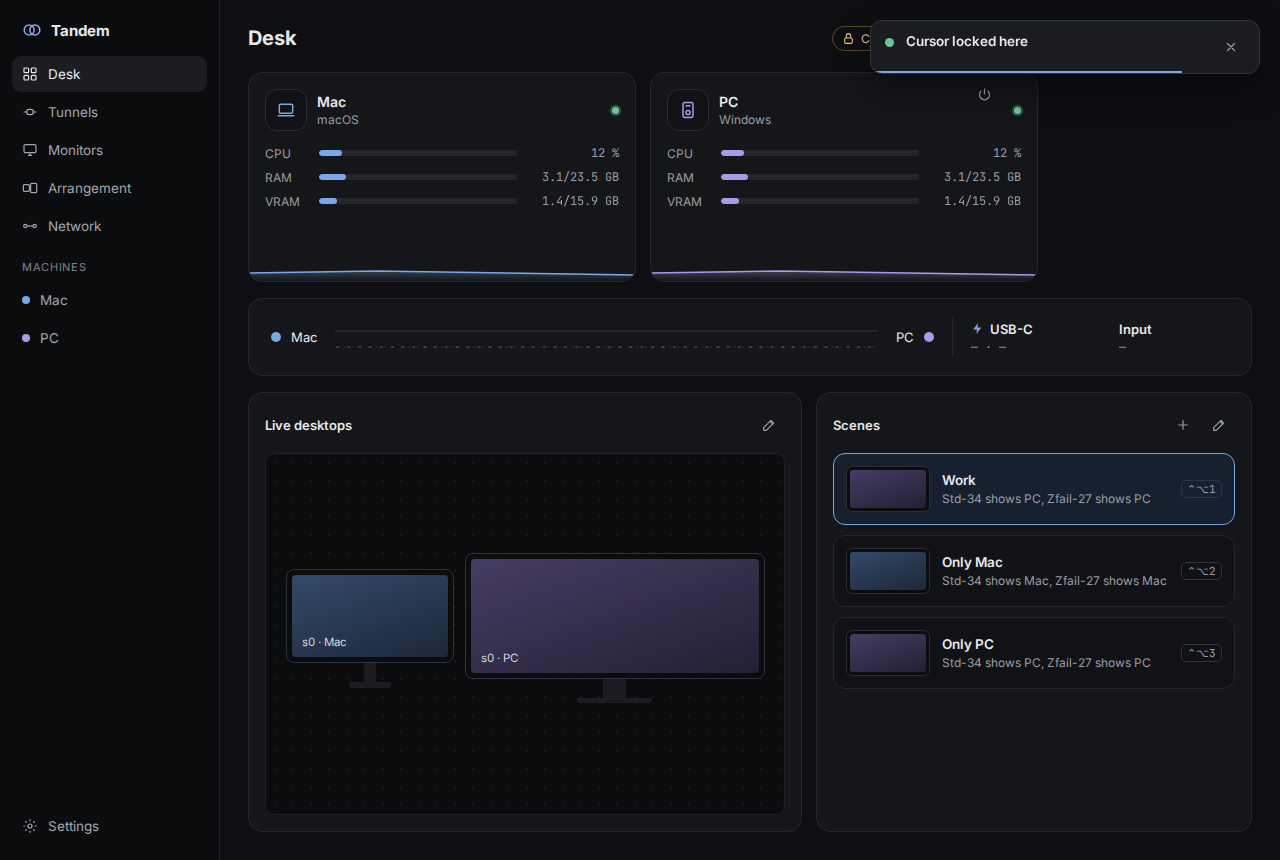 Tandem
Desk
Tunnels
Monitors
Arrangement
Network
MACHINES
Mac
PC
Settings
Desk
Cursor locked here
Mac
macOS
CPU
12 %
RAM
3.1/23.5 GB
VRAM
1.4/15.9 GB
PC
Windows
CPU
12 %
RAM
3.1/23.5 GB
VRAM
1.4/15.9 GB
Mac
PC
USB-C
– · –
Input
–
Live desktops
s0 · Mac
s0 · PC
Scenes
Work
Std-34 shows PC, Zfail-27 shows PC
⌃⌥1
Only Mac
Std-34 shows Mac, Zfail-27 shows Mac
⌃⌥2
Only PC
Std-34 shows PC, Zfail-27 shows PC
⌃⌥3